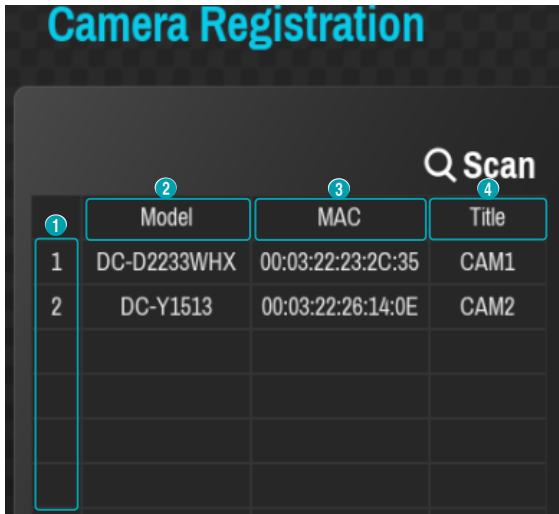 Camera Registration
Scan
2 3 4
1 Model MAC Title
1 DC-D2233WHX 00:03:22:23:2C:35 CAM1
2 DC-Y1513 00:03:22:26:14:0E CAM2